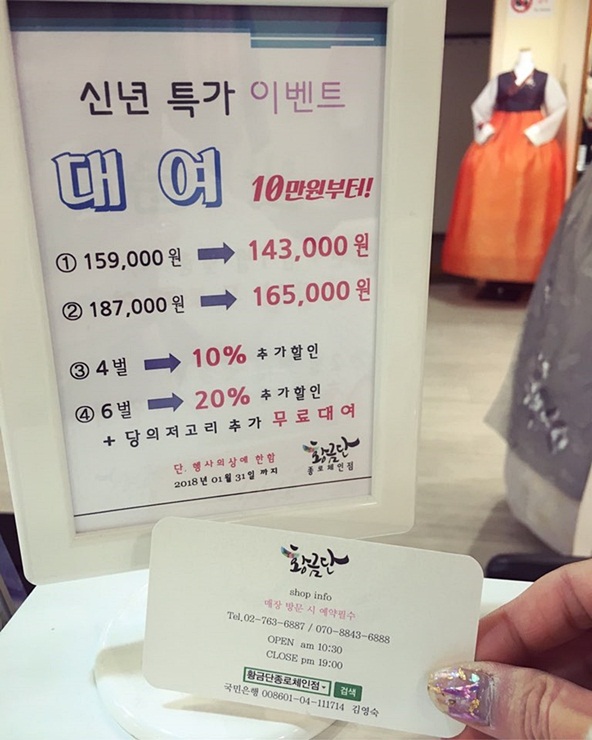 신년 특가 이벤트
대 여 10만원부터!
① 159,000원 143,000원
② 187,000원 165,000원
③ 4벌 10% 추가할인
④ 6벌 20% 추가할인
+ 당의저고리 추가 무료대여
단, 행사의상에 한함
2018년 01월 31일 까지
황금단
종로체인점
황금단
shop info
매장 방문 시 예약필수
Tel.02-763-6887 / 070-8843-6888
OPEN am 10:30
CLOSE pm 19:00
황금단종로체인점 검색
국민은행 008601-04-111714 김영숙